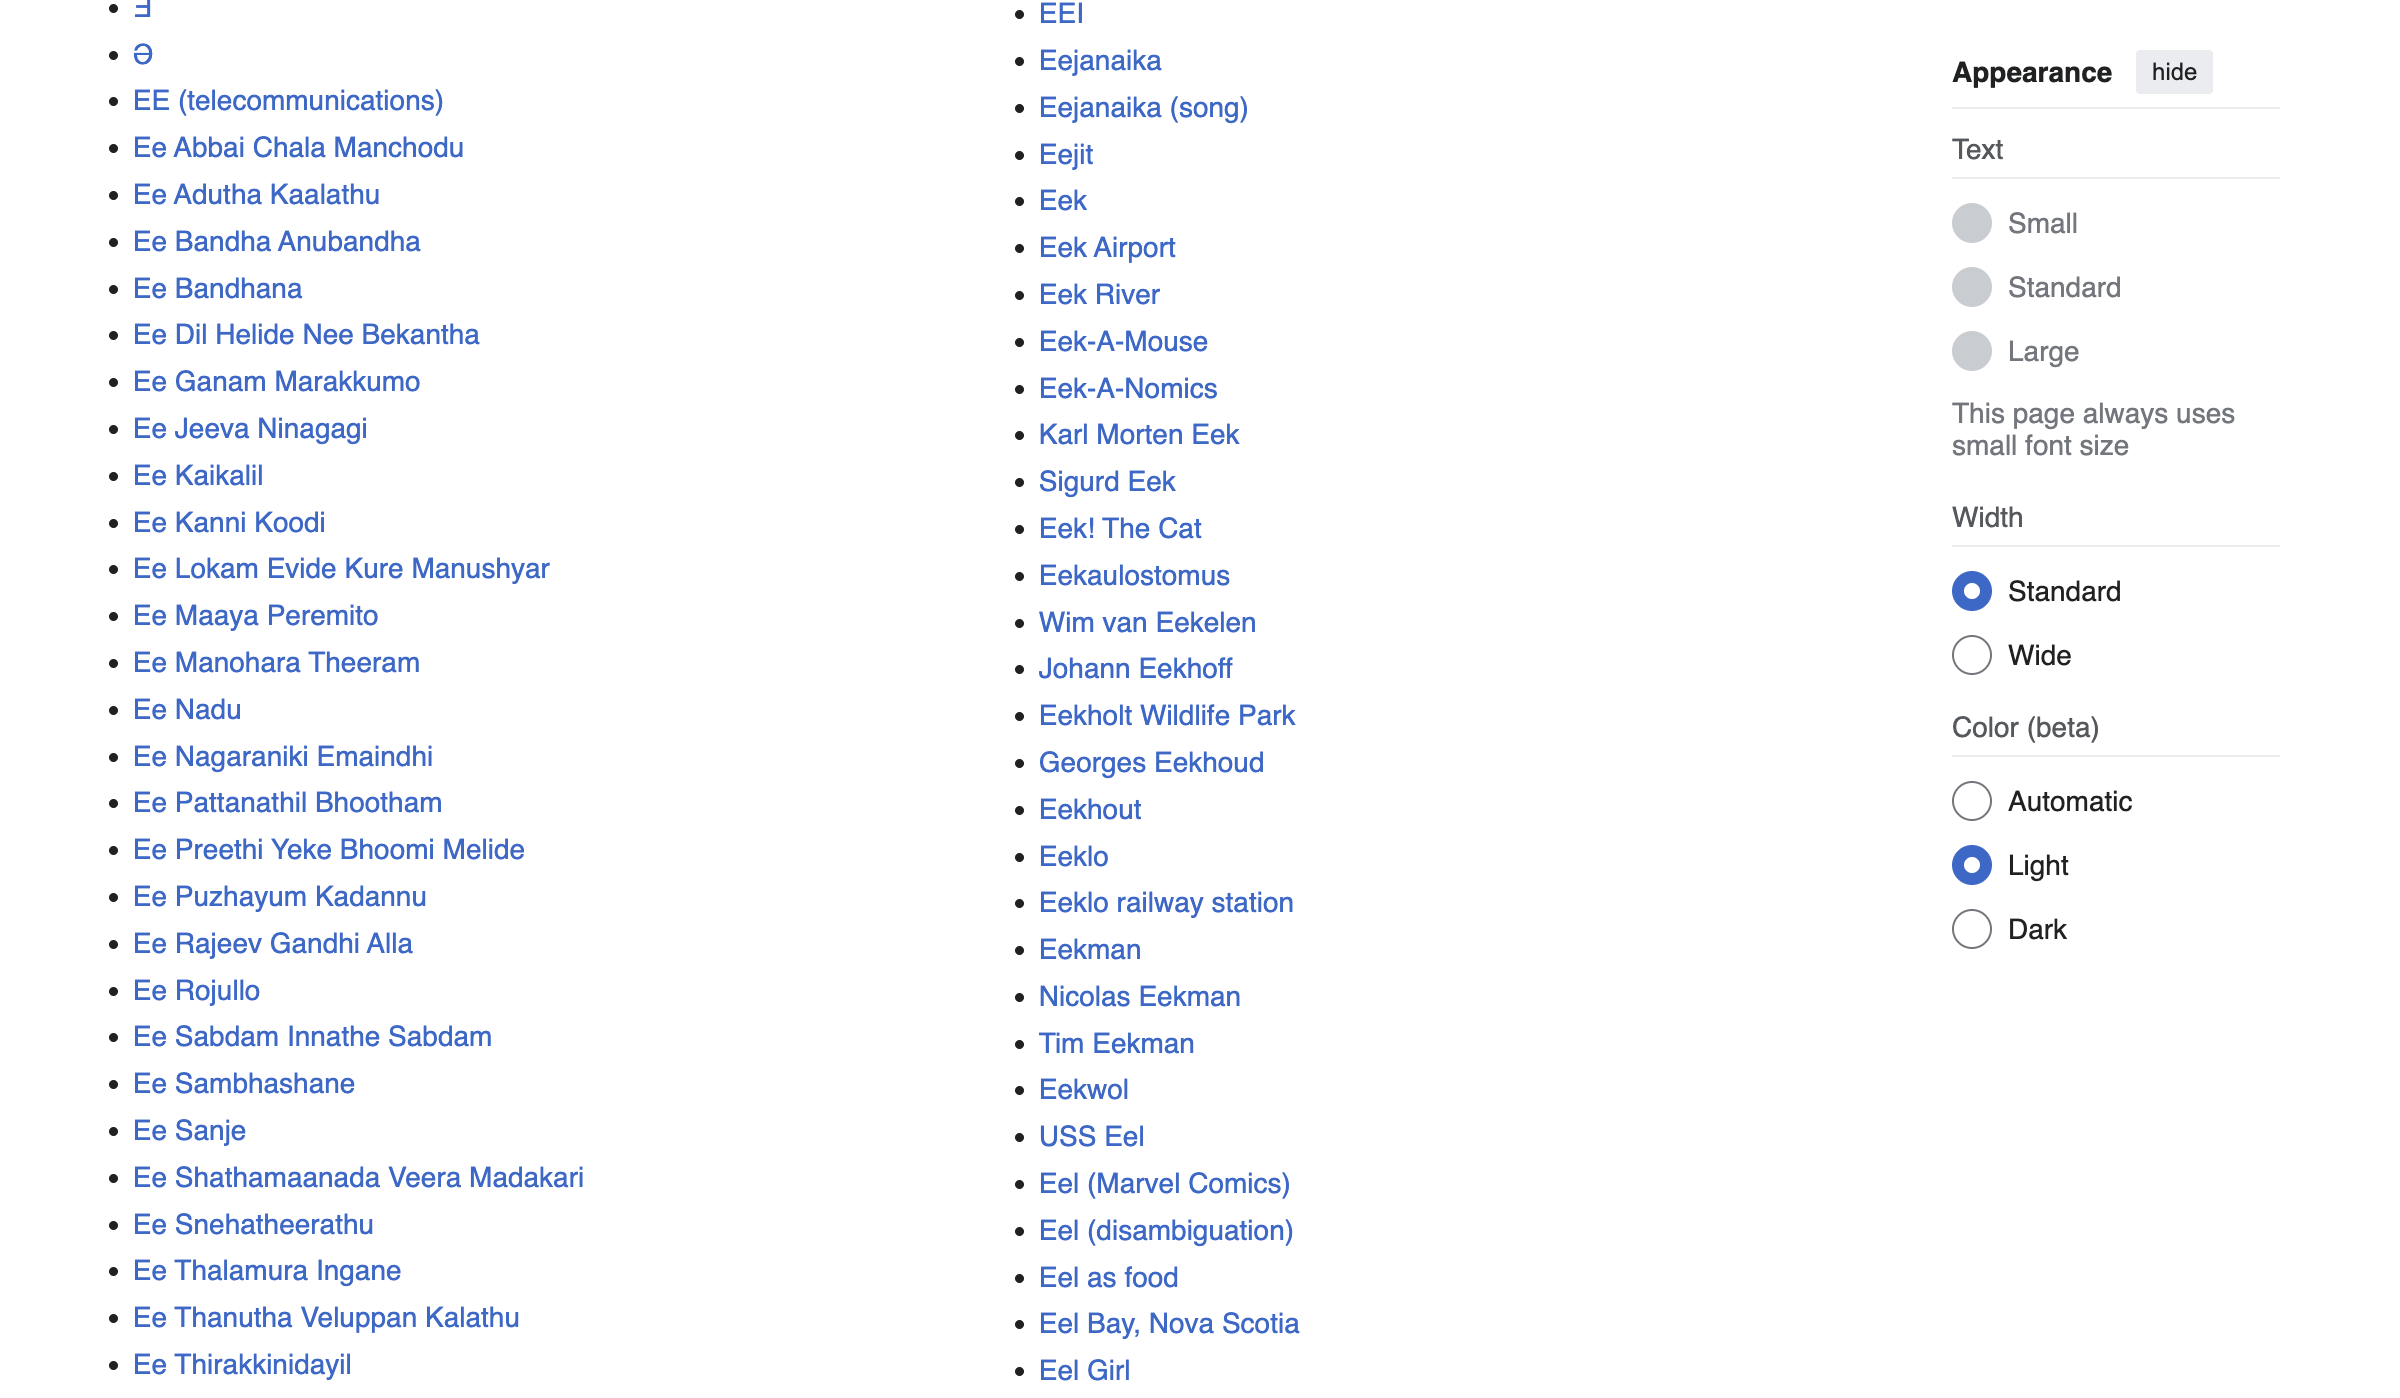 Ǝ
Ə
EE (telecommunications)
Ee Abbai Chala Manchodu
Ee Adutha Kaalathu
Ee Bandha Anubandha
Ee Bandhana
Ee Dil Helide Nee Bekantha
Ee Ganam Marakkumo
Ee Jeeva Ninagagi
Ee Kaikalil
Ee Kanni Koodi
Ee Lokam Evide Kure Manushyar
Ee Maaya Peremito
Ee Manohara Theeram
Ee Nadu
Ee Nagaraniki Emaindhi
Ee Pattanathil Bhootham
Ee Preethi Yeke Bhoomi Melide
Ee Puzhayum Kadannu
Ee Rajeev Gandhi Alla
Ee Rojullo
Ee Sabdam Innathe Sabdam
Ee Sambhashane
Ee Sanje
Ee Shathamaanada Veera Madakari
Ee Snehatheerathu
Ee Thalamura Ingane
Ee Thanutha Veluppan Kalathu
Ee Thirakkinidayil
EEI
Eejanaika
Eejanaika (song)
Eejit
Eek
Eek Airport
Eek River
Eek-A-Mouse
Eek-A-Nomics
Karl Morten Eek
Sigurd Eek
Eek! The Cat
Eekaulostomus
Wim van Eekelen
Johann Eekhoff
Eekholt Wildlife Park
Georges Eekhoud
Eekhout
Eeklo
Eeklo railway station
Eekman
Nicolas Eekman
Tim Eekman
Eekwol
USS Eel
Eel (Marvel Comics)
Eel (disambiguation)
Eel as food
Eel Bay, Nova Scotia
Eel Girl
Appearance hide
Text
Small
Standard
Large
This page always uses
small font size
Width
Standard
Wide
Color (beta)
Automatic
Light
Dark